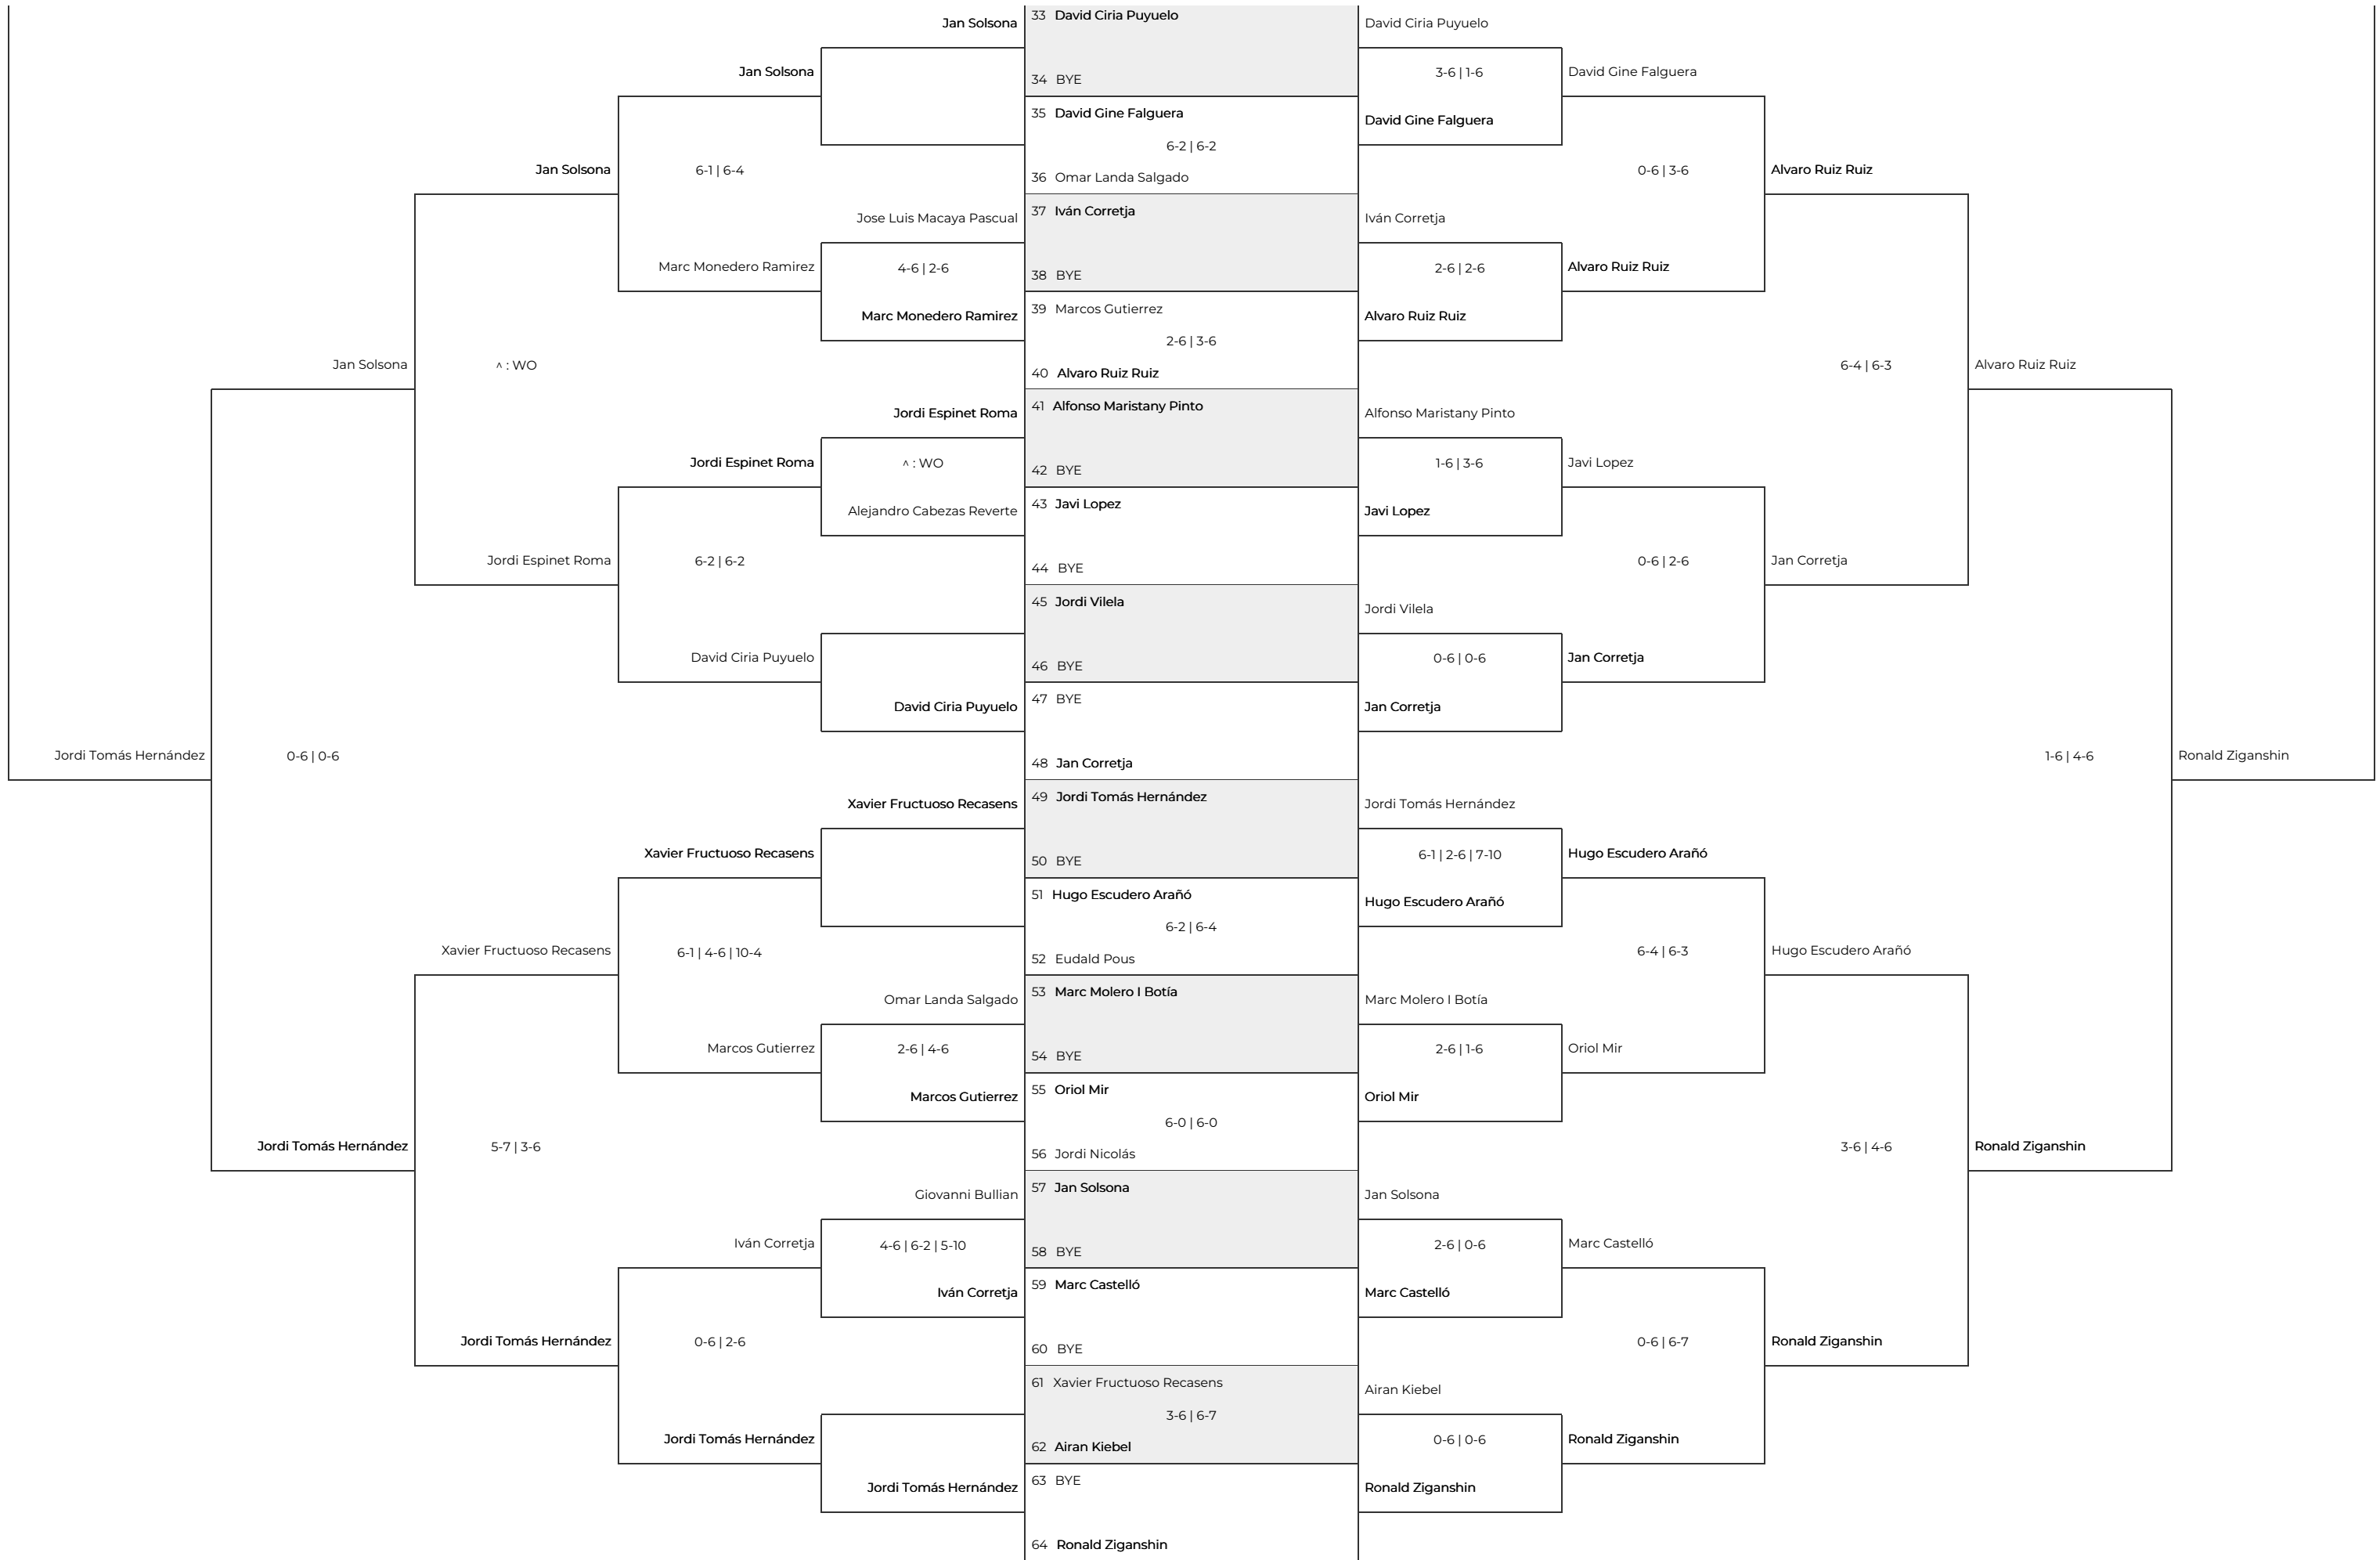 Jan Solsona
33 David Ciria Puyuelo
David Ciria Puyuelo
Jan Solsona
34 BYE
3-6 | 1-6
David Gine Falguera
35 David Gine Falguera
David Gine Falguera
6-2 | 6-2
Jan Solsona
6-1 | 6-4
36 Omar Landa Salgado
0-6 | 3-6
Alvaro Ruiz Ruiz
Jose Luis Macaya Pascual
37 Iván Corretja
Iván Corretja
Marc Monedero Ramirez
4-6 | 2-6
38 BYE
2-6 | 2-6
Alvaro Ruiz Ruiz
Marc Monedero Ramirez
39 Marcos Gutierrez
Alvaro Ruiz Ruiz
2-6 | 3-6
Jan Solsona
^ : WO
40 Alvaro Ruiz Ruiz
6-4 | 6-3
Alvaro Ruiz Ruiz
Jordi Espinet Roma
41 Alfonso Maristany Pinto
Alfonso Maristany Pinto
Jordi Espinet Roma
^ : WO
42 BYE
1-6 | 3-6
Javi Lopez
Alejandro Cabezas Reverte
43 Javi Lopez
Javi Lopez
Jordi Espinet Roma
6-2 | 6-2
44 BYE
0-6 | 2-6
Jan Corretja
45 Jordi Vilela
Jordi Vilela
David Ciria Puyuelo
46 BYE
0-6 | 0-6
Jan Corretja
David Ciria Puyuelo
47 BYE
Jan Corretja
Jordi Tomás Hernández
0-6 | 0-6
48 Jan Corretja
1-6 | 4-6
Ronald Ziganshin
Xavier Fructuoso Recasens
49 Jordi Tomás Hernández
Jordi Tomás Hernández
Xavier Fructuoso Recasens
50 BYE
6-1 | 2-6 | 7-10
Hugo Escudero Arañó
51 Hugo Escudero Arañó
Hugo Escudero Arañó
6-2 | 6-4
Xavier Fructuoso Recasens
6-1 | 4-6 | 10-4
52 Eudald Pous
6-4 | 6-3
Hugo Escudero Arañó
Omar Landa Salgado
53 Marc Molero I Botía
Marc Molero I Botía
Marcos Gutierrez
2-6 | 4-6
54 BYE
2-6 | 1-6
Oriol Mir
Marcos Gutierrez
55 Oriol Mir
Oriol Mir
6-0 | 6-0
Jordi Tomás Hernández
5-7 | 3-6
56 Jordi Nicolás
3-6 | 4-6
Ronald Ziganshin
Giovanni Bullian
57 Jan Solsona
Jan Solsona
Iván Corretja
4-6 | 6-2 | 5-10
58 BYE
2-6 | 0-6
Marc Castelló
Iván Corretja
59 Marc Castelló
Marc Castelló
Jordi Tomás Hernández
0-6 | 2-6
60 BYE
0-6 | 6-7
Ronald Ziganshin
61 Xavier Fructuoso Recasens
Airan Kiebel
3-6 | 6-7
Jordi Tomás Hernández
62 Airan Kiebel
0-6 | 0-6
Ronald Ziganshin
Jordi Tomás Hernández
63 BYE
Ronald Ziganshin
64 Ronald Ziganshin